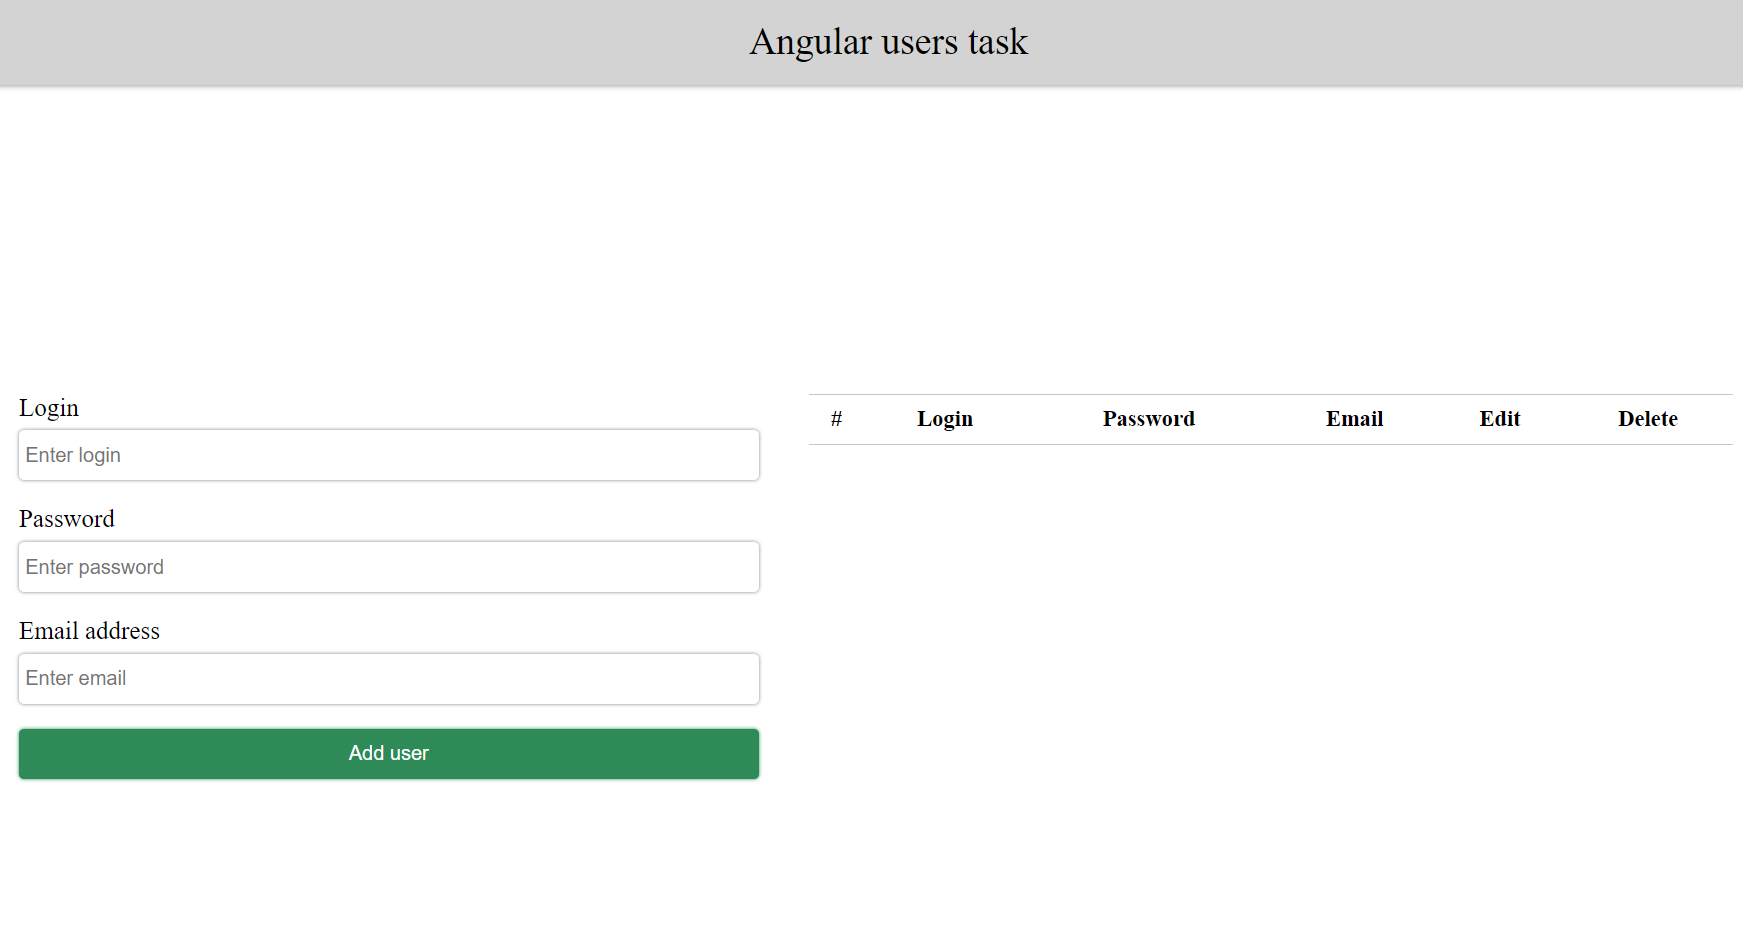 Angular users task
Login
Enter login
Password
Enter password
Email address
Enter email
Add user
# Login Password Email Edit Delete